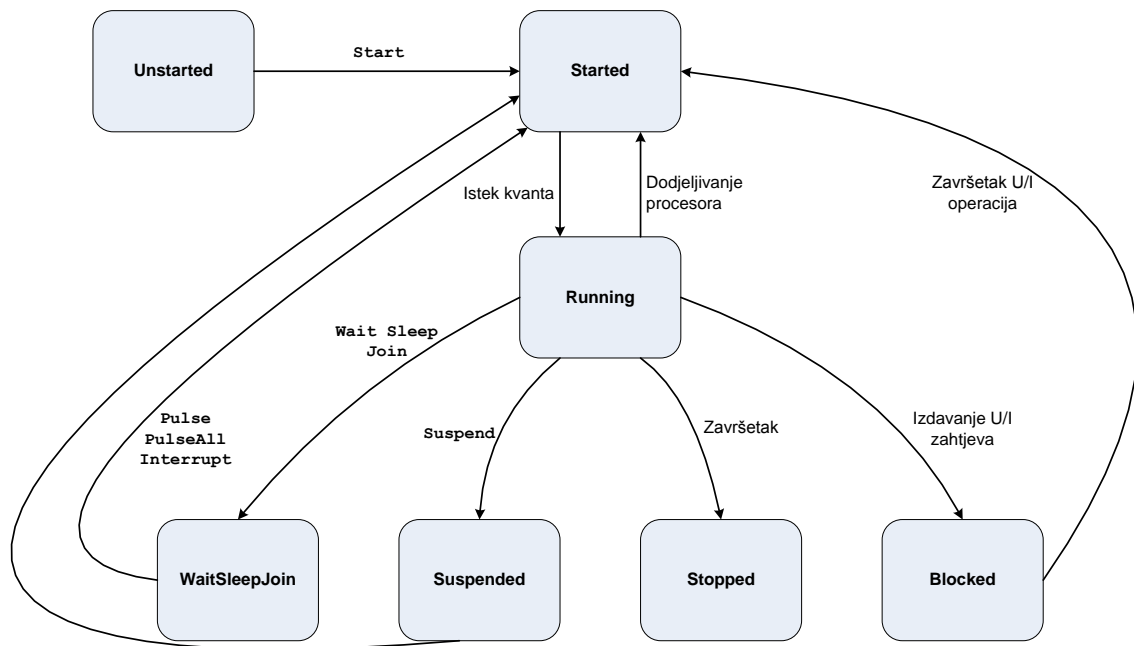 Unstarted
Start
Started
Istek kvanta
Dodjeljivanje
procesora
Završetak U/I
operacija
Running
Wait Sleep
Join
Pulse
PulseAll
Interrupt
Suspend
Završetak
Izdavanje U/I
zahtjeva
WaitSleepJoin
Suspended
Stopped
Blocked